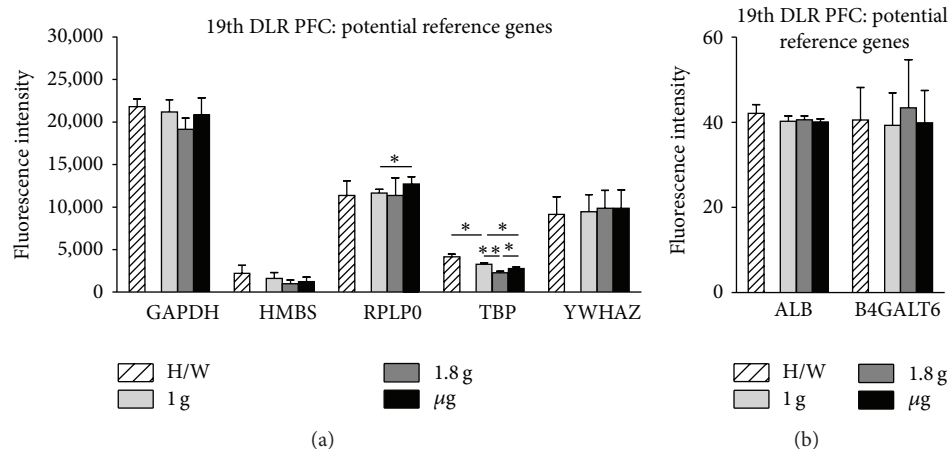 19th DLR PFC: potential reference genes
Fluorescence intensity
30,000
25,000
20,000
15,000
10,000
5,000
0
*
* *
** *
GAPDH HMBS RPLP0 TBP YWHAZ
H/W 1.8 g
1 g μg
(a)
19th DLR PFC: potential
reference genes
Fluorescence intensity
60
40
20
0
ALB B4GALT6
H/W 1.8 g
1 g μg
(b)